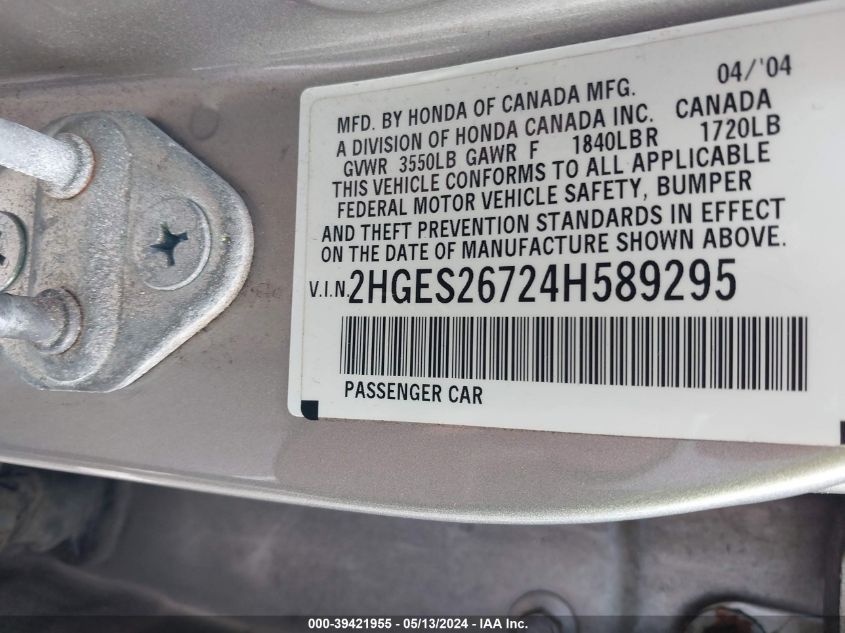 04/'04
MFD. BY HONDA OF CANADA MFG.
A DIVISION OF HONDA CANADA INC. CANADA
GVWR 3550LB GAWR F 1840LBR 1720LB
THIS VEHICLE CONFORMS TO ALL APPLICABLE
FEDERAL MOTOR VEHICLE SAFETY, BUMPER
AND THEFT PREVENTION STANDARDS IN EFFECT
ON THE DATE OF MANUFACTURE SHOWN ABOVE.
V.I.N. 2HGES26724H589295
PASSENGER CAR
000-39421955 / 05/13/2024 - IAA Inc.